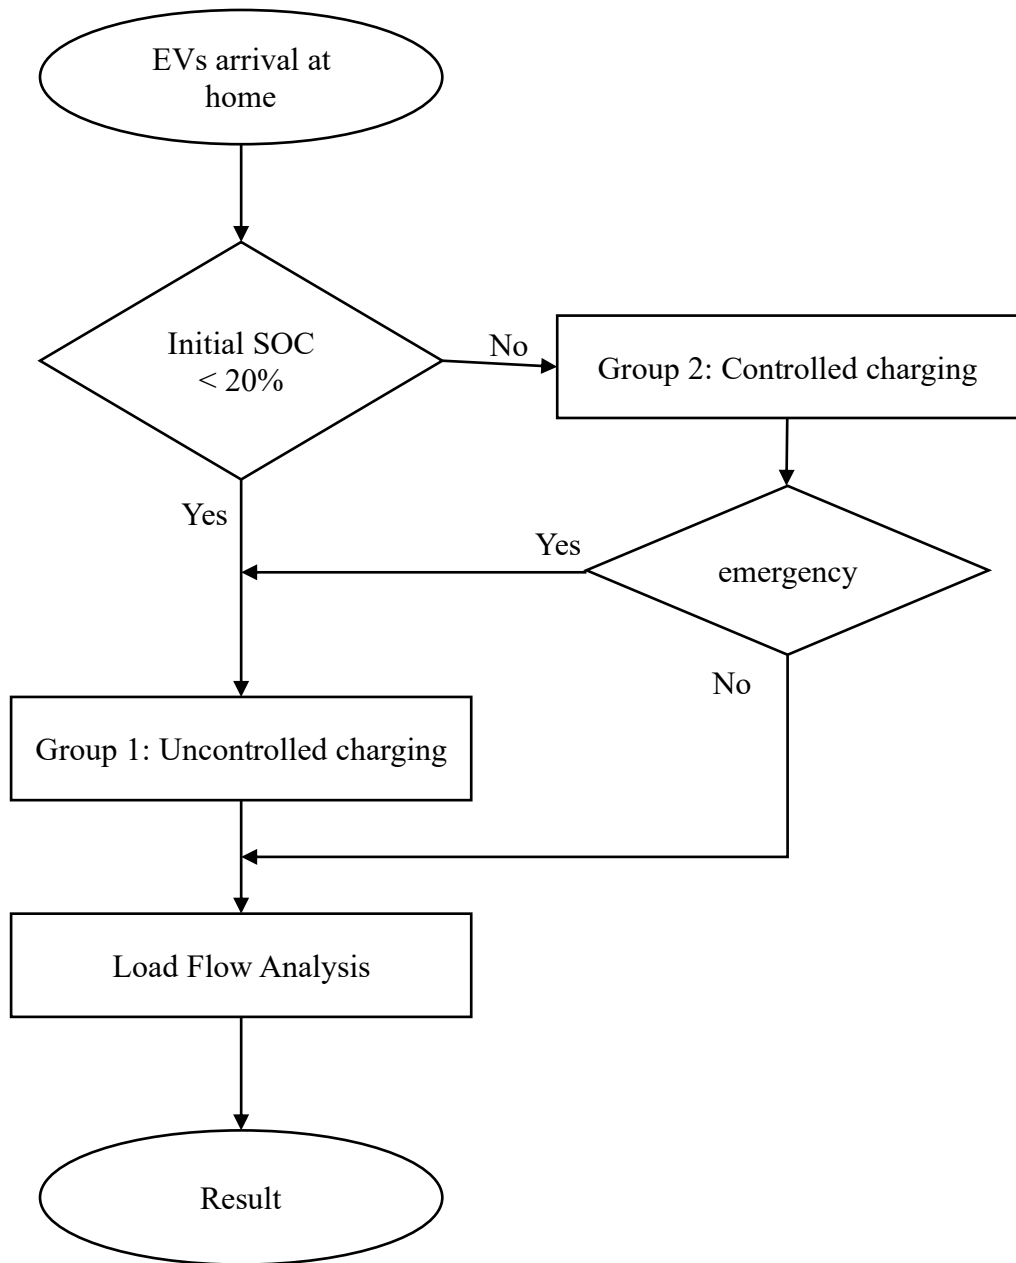 EVs arrival at
home
Initial SOC
< 20%
No
Group 2: Controlled charging
Yes
Yes
emergency
No
Group 1: Uncontrolled charging
Load Flow Analysis
Result